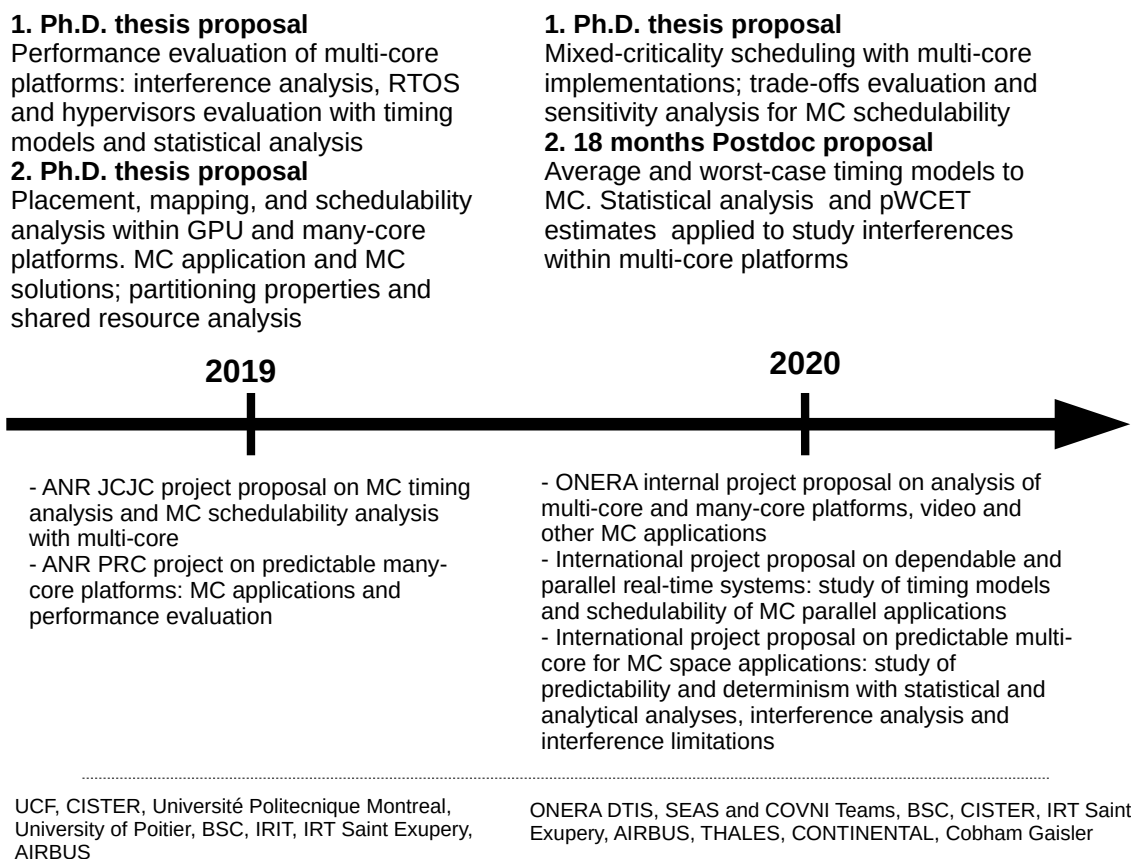 1. Ph.D. thesis proposal
Performance evaluation of multi-core
platforms: interference analysis, RTOS
and hypervisors evaluation with timing
models and statistical analysis
2. Ph.D. thesis proposal
Placement, mapping, and schedulability
analysis within GPU and many-core
platforms. MC application and MC
solutions; partitioning properties and
shared resource analysis
1. Ph.D. thesis proposal
Mixed-criticality scheduling with multi-core
implementations; trade-offs evaluation and
sensitivity analysis for MC schedulability
2. 18 months Postdoc proposal
Average and worst-case timing models to
MC. Statistical analysis and pWCET
estimates applied to study interferences
within multi-core platforms
2019
2020
- ANR JCJC project proposal on MC timing
analysis and MC schedulability analysis
with multi-core
- ANR PRC project on predictable many-
core platforms: MC applications and
performance evaluation
- ONERA internal project proposal on analysis of
multi-core and many-core platforms, video and
other MC applications
- International project proposal on dependable and
parallel real-time systems: study of timing models
and schedulability of MC parallel applications
- International project proposal on predictable multi-
core for MC space applications: study of
predictability and determinism with statistical and
analytical analyses, interference analysis and
interference limitations
UCF, CISTER, Université Politecnique Montreal,
University of Poitier, BSC, IRIT, IRT Saint Exupery,
AIRBUS
ONERA DTIS, SEAS and COVNI Teams, BSC, CISTER, IRT Saint
Exupery, AIRBUS, THALES, CONTINENTAL, Cobham Gaisler